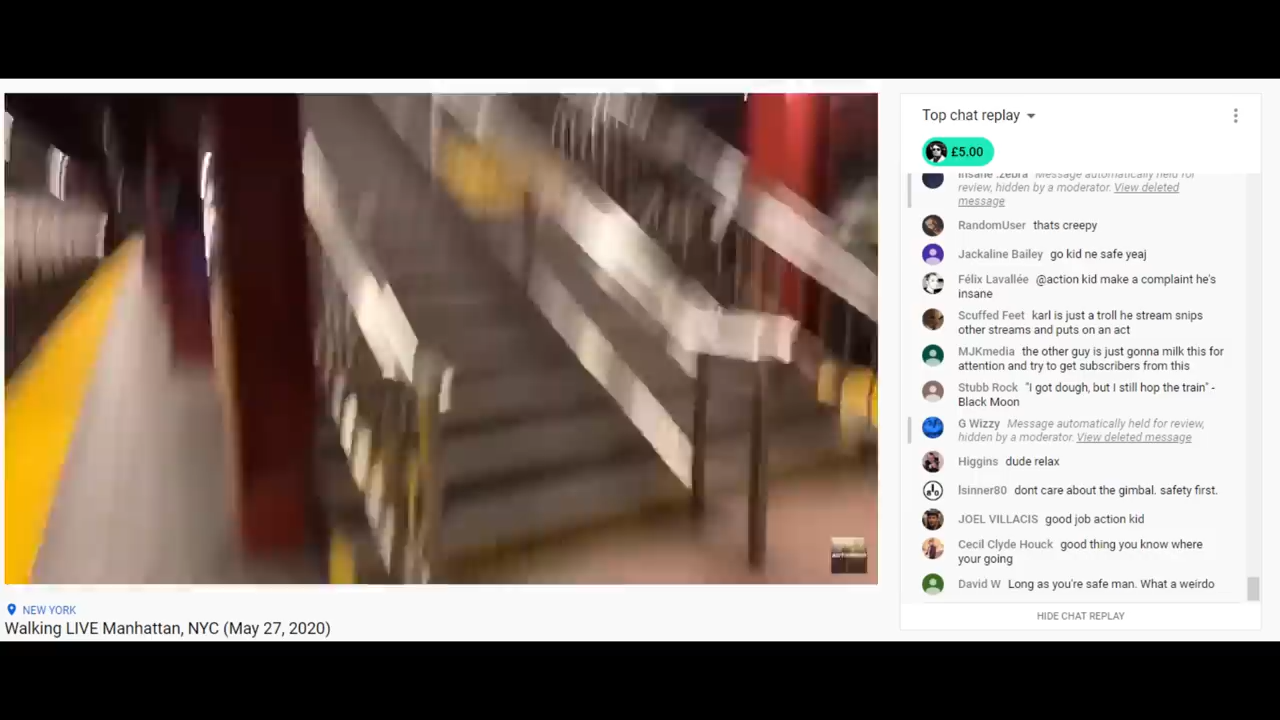 Top chat replay
£5.00
insane .zebra Message automatically held for
review, hidden by a moderator. View deleted
message
RandomUser thats creepy
Jackaline Bailey go kid ne safe yeaj
Félix Lavallée @action kid make a complaint he's
insane
Scuffed Feet karl is just a troll he stream snips
other streams and puts on an act
MJKmedia the other guy is just gonna milk this for
attention and try to get subscribers from this
Stubb Rock "I got dough, but I still hop the train" -
Black Moon
G Wizzy Message automatically held for review,
hidden by a moderator. View deleted message
Higgins dude relax
lsinner80 dont care about the gimbal. safety first.
JOEL VILLACIS good job action kid
Cecil Clyde Houck good thing you know where
your going
David W Long as you're safe man. What a weirdo
HIDE CHAT REPLAY
NEW YORK
Walking LIVE Manhattan, NYC (May 27, 2020)